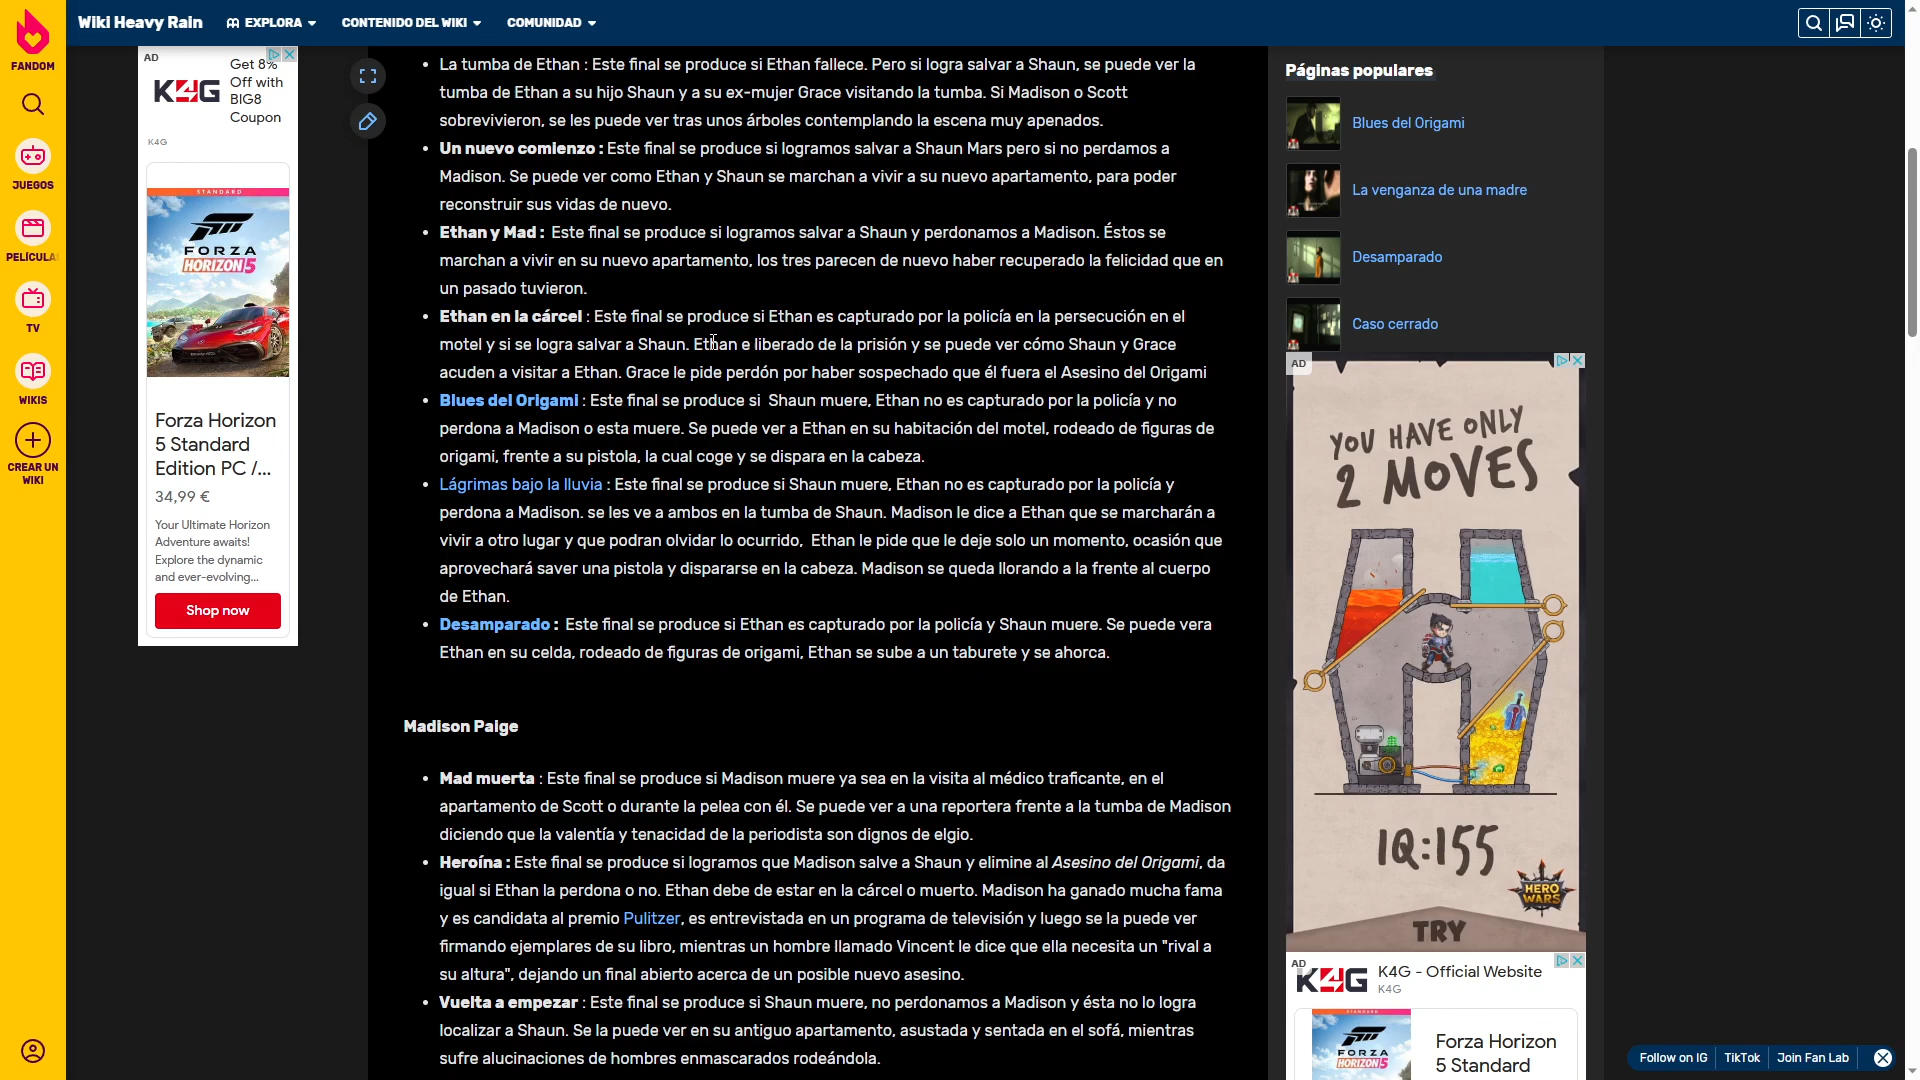 Wiki Heavy Rain
EXPLORA
CONTENIDO DEL WIKI
COMUNIDAD
FANDOM
JUEGOS
PELÍCULA
TV
WIKIS
CREAR UN
WIKI
AD
Get 8%
Off with
BIG8
Coupon
K4G
K4G
STANDARD
FORZA
HORIZON 5
Forza Horizon
5 Standard
Edition PC /...
34,99 €
Your Ultimate Horizon
Adventure awaits!
Explore the dynamic
and ever-evolving...
Shop now
La tumba de Ethan : Este final se produce si Ethan fallece. Pero si logra salvar a Shaun, se puede ver la
tumba de Ethan a su hijo Shaun y a su ex-mujer Grace visitando la tumba. Si Madison o Scott
sobrevivieron, se les puede ver tras unos árboles contemplando la escena muy apenados.
Un nuevo comienzo : Este final se produce si logramos salvar a Shaun Mars pero si no perdamos a
Madison. Se puede ver como Ethan y Shaun se marchan a vivir a su nuevo apartamento, para poder
reconstruir sus vidas de nuevo.
Ethan y Mad : Este final se produce si logramos salvar a Shaun y perdonamos a Madison. Éstos se
marchan a vivir en su nuevo apartamento, los tres parecen de nuevo haber recuperado la felicidad que en
un pasado tuvieron.
Ethan en la cárcel : Este final se produce si Ethan es capturado por la policía en la persecución en el
motel y si se logra salvar a Shaun. Ethan e liberado de la prisión y se puede ver cómo Shaun y Grace
acuden a visitar a Ethan. Grace le pide perdón por haber sospechado que él fuera el Asesino del Origami
Blues del Origami : Este final se produce si Shaun muere, Ethan no es capturado por la policía y no
perdona a Madison o esta muere. Se puede ver a Ethan en su habitación del motel, rodeado de figuras de
origami, frente a su pistola, la cual coge y se dispara en la cabeza.
Lágrimas bajo la lluvia : Este final se produce si Shaun muere, Ethan no es capturado por la policía y
perdona a Madison. se les ve a ambos en la tumba de Shaun. Madison le dice a Ethan que se marcharán a
vivir a otro lugar y que podran olvidar lo ocurrido, Ethan le pide que le deje solo un momento, ocasión que
aprovechará saver una pistola y dispararse en la cabeza. Madison se queda llorando a la frente al cuerpo
de Ethan.
Desamparado : Este final se produce si Ethan es capturado por la policía y Shaun muere. Se puede vera
Ethan en su celda, rodeado de figuras de origami, Ethan se sube a un taburete y se ahorca.
Madison Paige
Mad muerta : Este final se produce si Madison muere ya sea en la visita al médico traficante, en el
apartamento de Scott o durante la pelea con él. Se puede ver a una reportera frente a la tumba de Madison
diciendo que la valentía y tenacidad de la periodista son dignos de elgio.
Heroína : Este final se produce si logramos que Madison salve a Shaun y elimine al Asesino del Origami, da
igual si Ethan la perdona o no. Ethan debe de estar en la cárcel o muerto. Madison ha ganado mucha fama
y es candidata al premio Pulitzer, es entrevistada en un programa de televisión y luego se la puede ver
firmando ejemplares de su libro, mientras un hombre llamado Vincent le dice que ella necesita un "rival a
su altura", dejando un final abierto acerca de un posible nuevo asesino.
Vuelta a empezar : Este final se produce si Shaun muere, no perdonamos a Madison y ésta no lo logra
localizar a Shaun. Se la puede ver en su antiguo apartamento, asustada y sentada en el sofá, mientras
sufre alucinaciones de hombres enmascarados rodeándola.
Páginas populares
Blues del Origami
La venganza de una madre
Desamparado
Caso cerrado
AD
YOU HAVE ONLY
2 MOVES
IQ:155
HERO
WARS
TRY
AD
K4G
K4G - Official Website
K4G
STANDARD
FORZA
HORIZON 5
Forza Horizon
5 Standard
Follow on IG
TikTok
Join Fan Lab